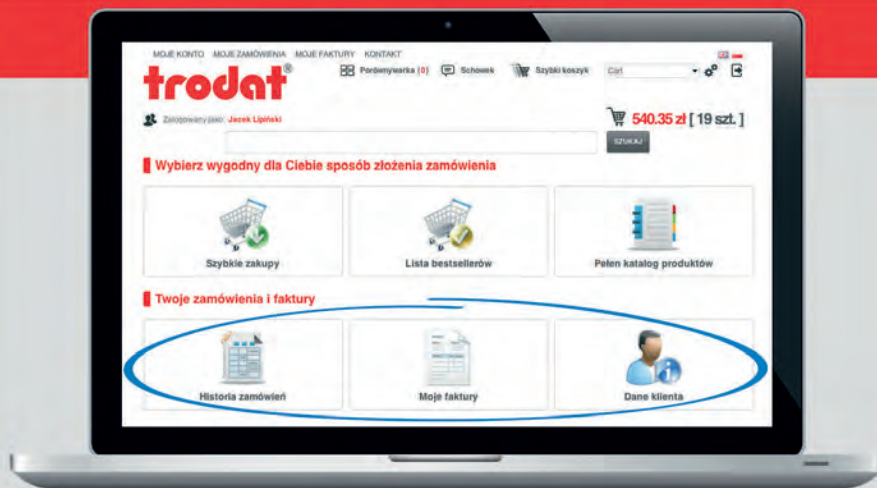 MOJE KONTO MOJE ZAMÓWIENIA MOJE FAKTURY KONTAKT
trodat®
Porównywarka (0) Schowek Szybki koszyk Cart
Zalogowany jako: Jacek Lipiński
540.35 zł [ 19 szt. ]
SZUKAJ
Wybierz wygodny dla Ciebie sposób złożenia zamówienia
Szybkie zakupy Lista bestsellerów Pełen katalog produktów
Twoje zamówienia i faktury
Historia zamówień Moje faktury Dane klienta